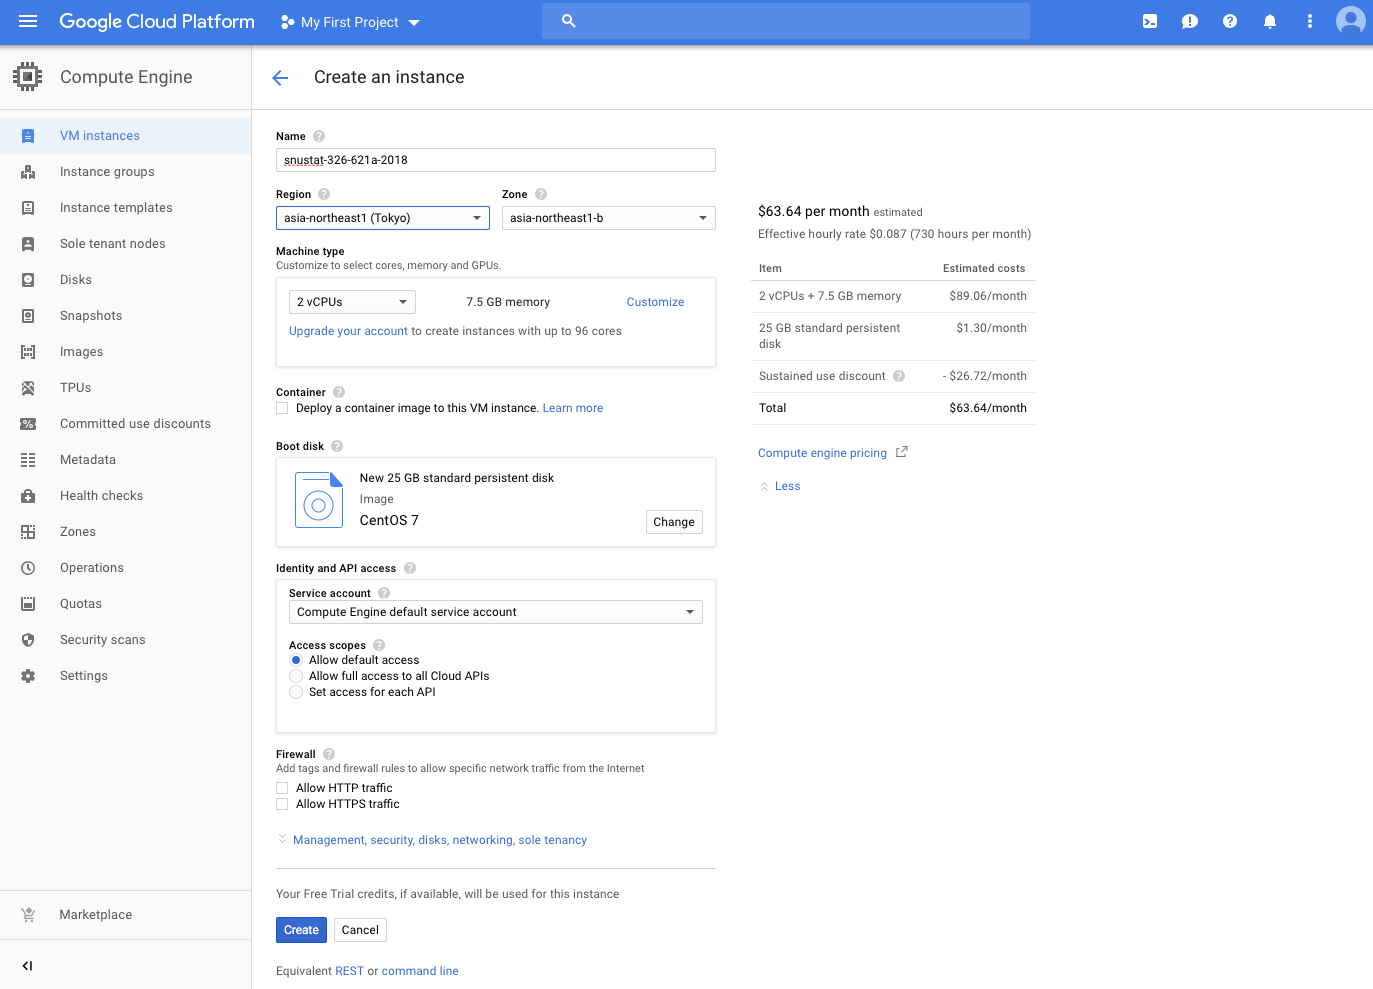 Google Cloud Platform
My First Project
Compute Engine
Create an instance
VM instances
Instance groups
Instance templates
Sole tenant nodes
Disks
Snapshots
Images
TPUs
Committed use discounts
Metadata
Health checks
Zones
Operations
Quotas
Security scans
Settings
Marketplace
Name
snustat-326-621a-2018
Region
Zone
asia-northeast1 (Tokyo)
asia-northeast1-b
Machine type
Customize to select cores, memory and GPUs.
2 vCPUs
7.5 GB memory
Customize
Upgrade your account to create instances with up to 96 cores
Container
Deploy a container image to this VM instance. Learn more
Boot disk
New 25 GB standard persistent disk
Image
CentOS 7
Change
Identity and API access
Service account
Compute Engine default service account
Access scopes
Allow default access
Allow full access to all Cloud APIs
Set access for each API
Firewall
Add tags and firewall rules to allow specific network traffic from the Internet
Allow HTTP traffic
Allow HTTPS traffic
Management, security, disks, networking, sole tenancy
Your Free Trial credits, if available, will be used for this instance
Create
Cancel
Equivalent REST or command line
$63.64 per month estimated
Effective hourly rate $0.087 (730 hours per month)
Item Estimated costs
2 vCPUs + 7.5 GB memory $89.06/month
25 GB standard persistent $1.30/month
disk
Sustained use discount - $26.72/month
Total $63.64/month
Compute engine pricing
Less